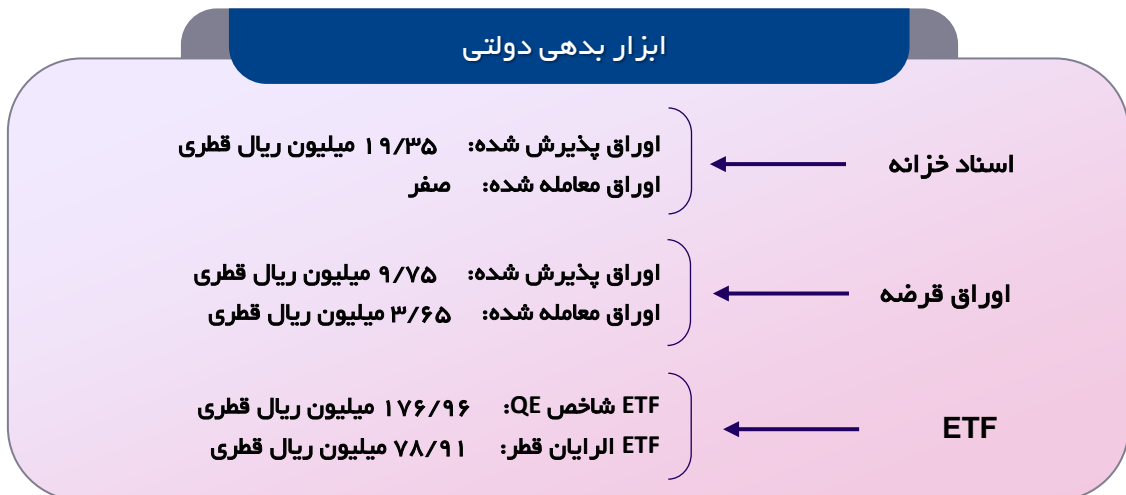 ابزار بدهی دولتی
اسناد خزانه
اوراق پذیرش شده: ۱۹/۳۵ میلیون ریال قطری
اوراق معامله شده: صفر
اوراق قرضه
اوراق پذیرش شده: ۹/۷۵ میلیون ریال قطری
اوراق معامله شده: ۳/۶۵ میلیون ریال قطری
ETF
ETF شاخص QE: ۱۷۶/۹۶ میلیون ریال قطری
ETF الرایان قطر: ۷۸/۹۱ میلیون ریال قطری